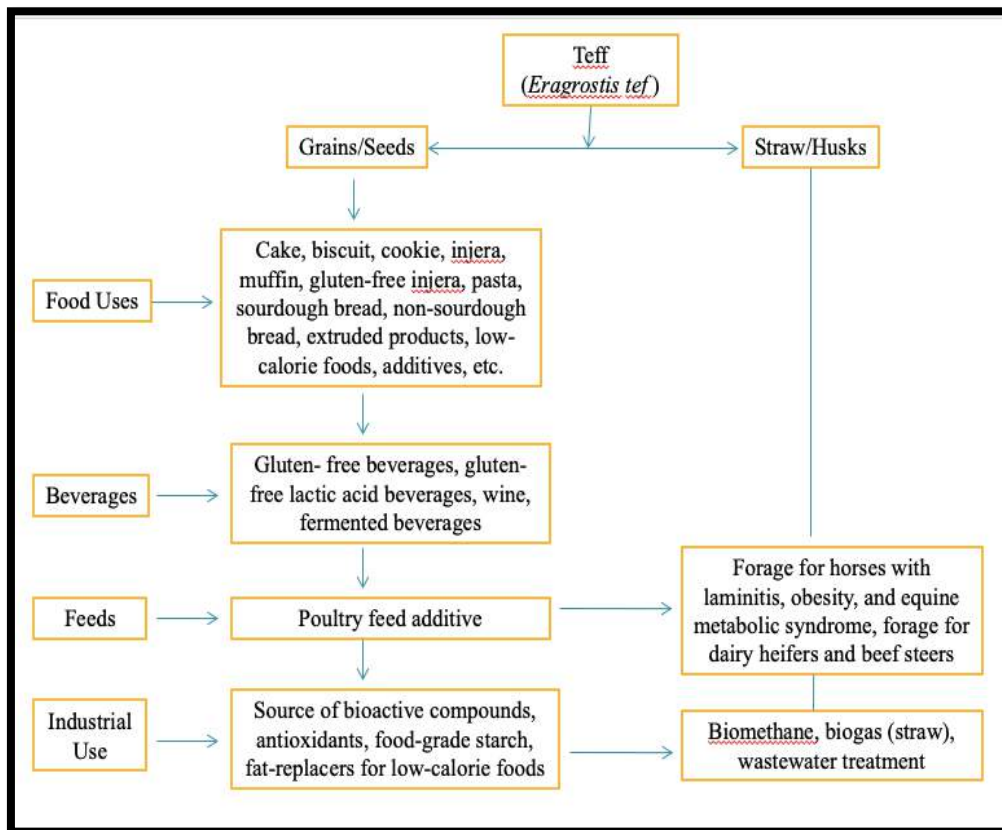 Teff
(Eragrostis tef)
Grains/Seeds
Straw/Husks
Food Uses
Cake, biscuit, cookie, injera,
muffin, gluten-free injera, pasta,
sourdough bread, non-sourdough
bread, extruded products, low-
calorie foods, additives, etc.
Beverages
Gluten- free beverages, gluten-
free lactic acid beverages, wine,
fermented beverages
Feeds
Poultry feed additive
Forage for horses with
laminitis, obesity, and equine
metabolic syndrome, forage for
dairy heifers and beef steers
Industrial
Use
Source of bioactive compounds,
antioxidants, food-grade starch,
fat-replacers for low-calorie foods
Biomethane, biogas (straw),
wastewater treatment